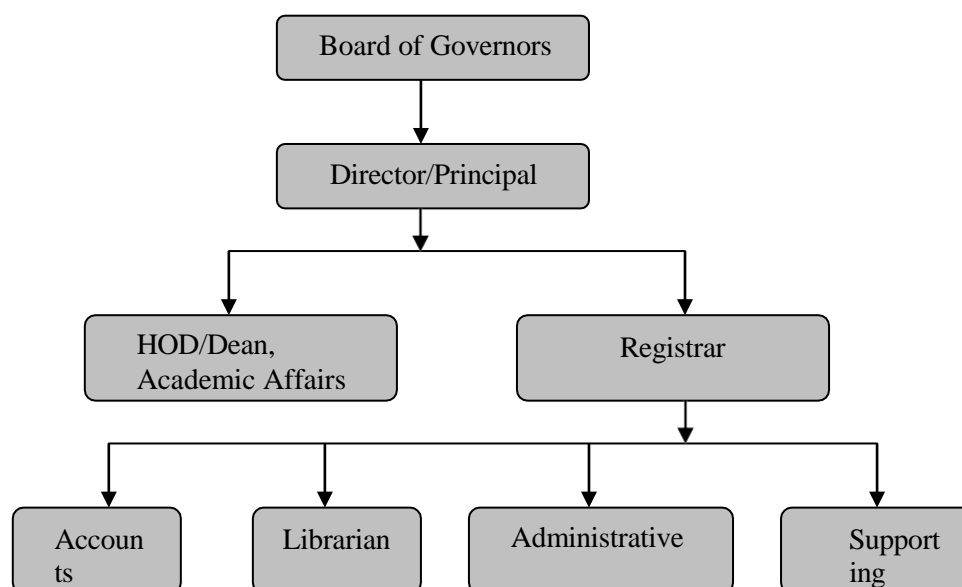 Board of Governors
Director/Principal
HOD/Dean,
Academic Affairs
Registrar
Accoun
ts
Librarian
Administrative
Support
ing